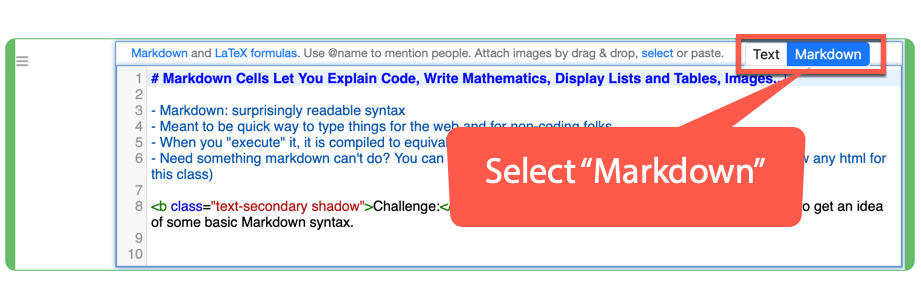 Markdown and LaTeX formulas. Use @name to mention people. Attach images by drag & drop, select or paste.
Text Markdown
1 # Markdown Cells Let You Explain Code, Write Mathematics, Display Lists and Tables, Images...
2
3 - Markdown: surprisingly readable syntax
4 - Meant to be quick way to type things for the web and for non-coding folks
5 - When you "execute" it, it is compiled to
6 - Need something markdown can't do? You can any html for
this class)
7
8 <b class="text-secondary shadow">Challenge:</ to get an idea
of some basic Markdown syntax.
9
10
Select “Markdown”